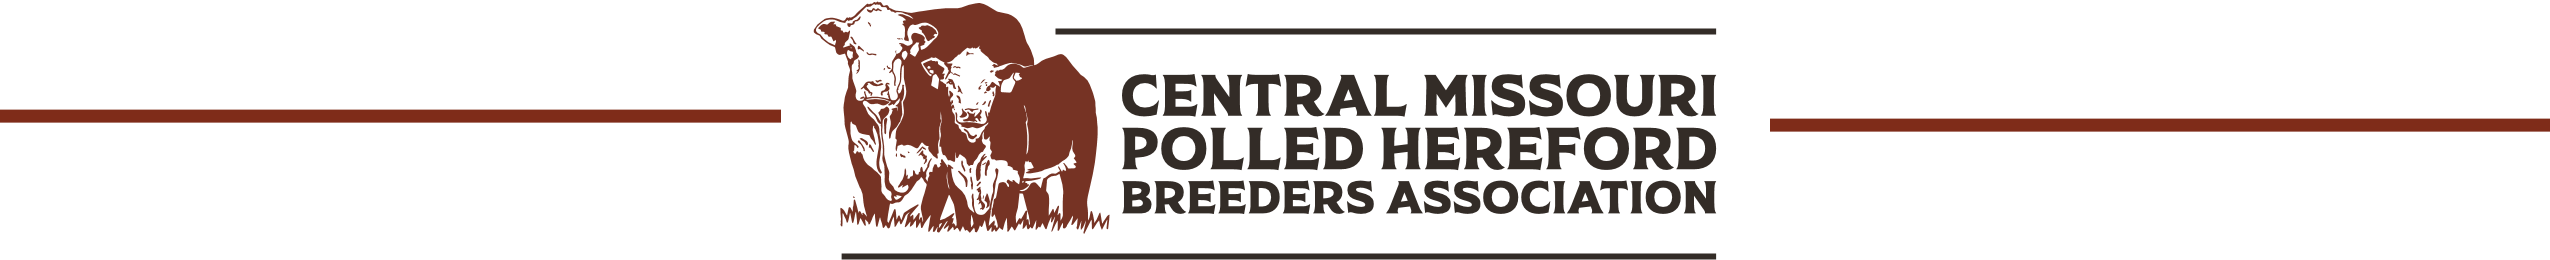 CENTRAL MISSOURI
POLLED HEREFORD
BREEDERS ASSOCIATION